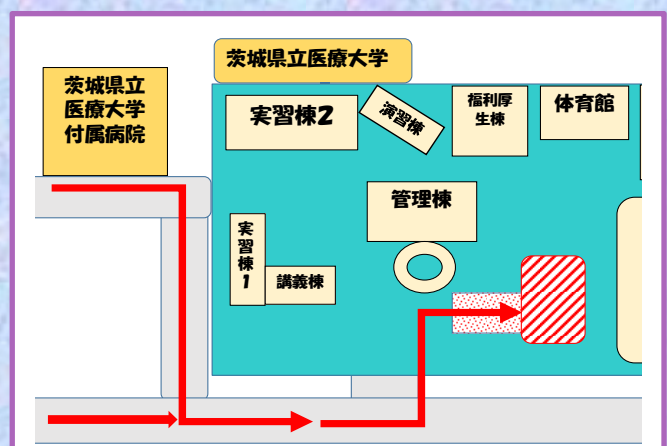 茨城県立医療大学
茨城県立
医療大学
付属病院
実習棟2
演習棟
福利厚
生棟
体育館
管理棟
実習棟1
講義棟